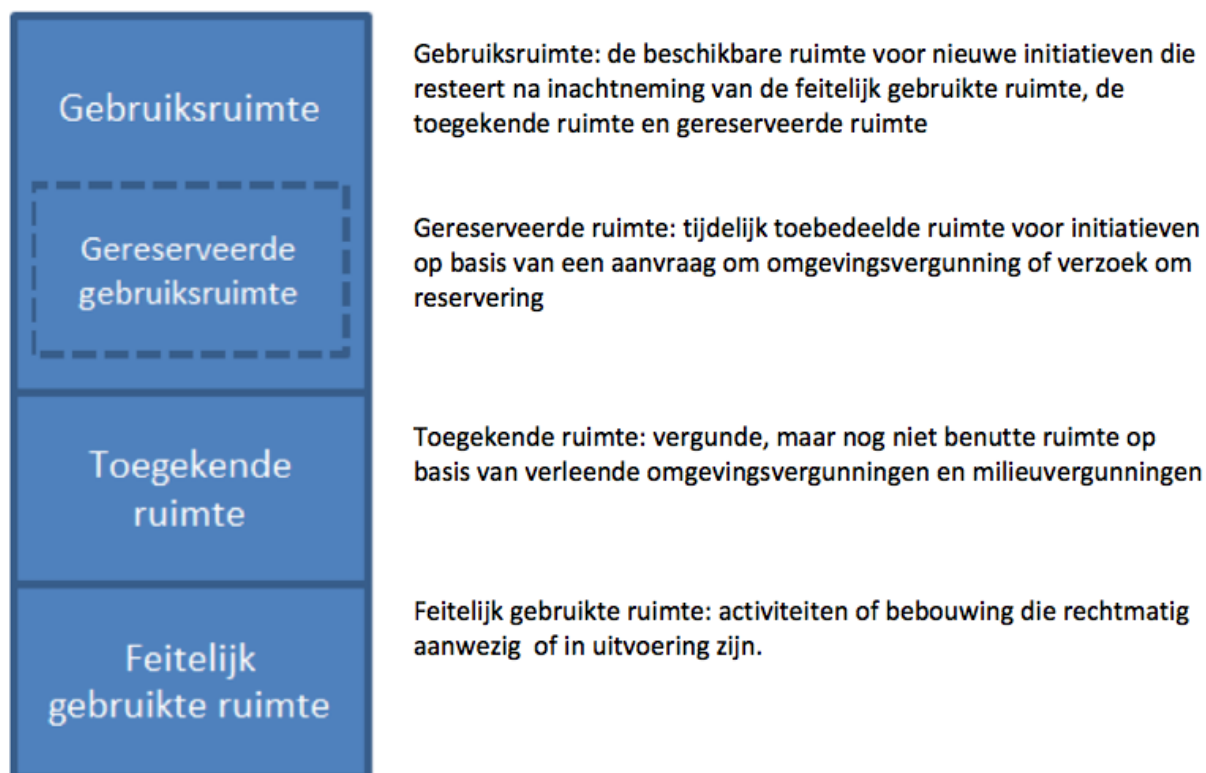 Gebruiksruimte
Gebruiksruimte: de beschikbare ruimte voor nieuwe initiatieven die
resteert na inachtneming van de feitelijk gebruikte ruimte, de
toegekende ruimte en gereserveerde ruimte
Gereserveerde
gebruiksruimte
Gereserveerde ruimte: tijdelijk toebedeelde ruimte voor initiatieven
op basis van een aanvraag om omgevingsvergunning of verzoek om
reservering
Toegekende
ruimte
Toegekende ruimte: vergunde, maar nog niet benutte ruimte op
basis van verleende omgevingsvergunningen en milieuvergunningen
Feitelijk
gebruikte ruimte
Feitelijk gebruikte ruimte: activiteiten of bebouwing die rechtmatig
aanwezig of in uitvoering zijn.